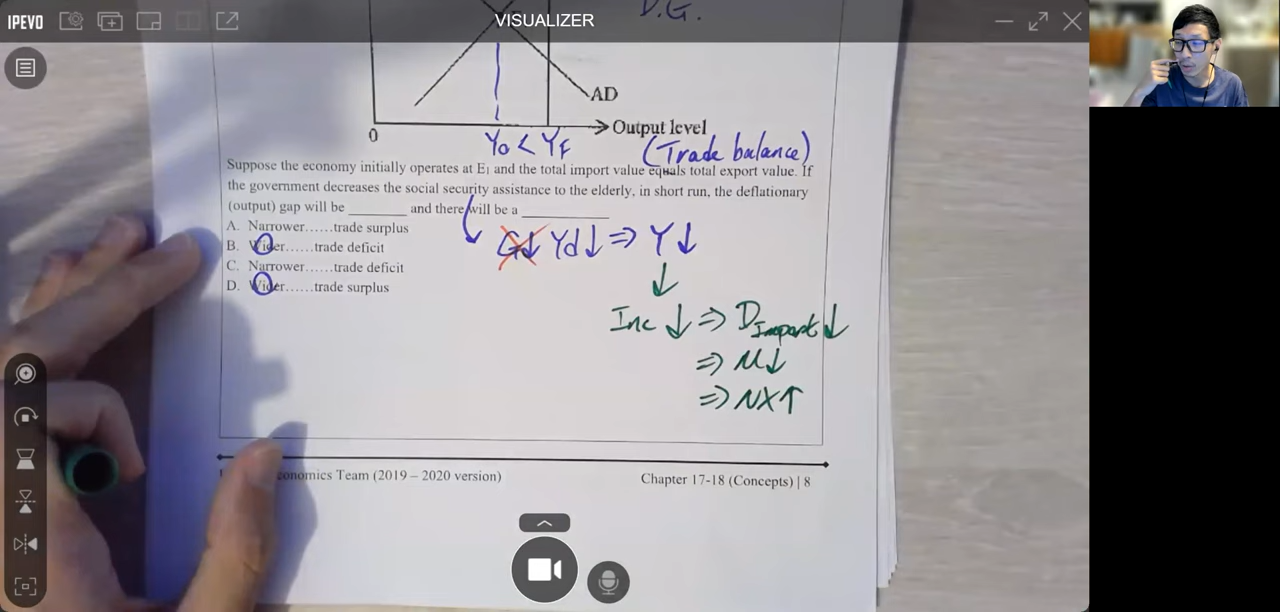 IPEVO
VISUALIZER
D.G.
AD
0
Output level
Y0 < YF
(Trade balance)
Suppose the economy initially operates at E1 and the total import value equals total export value. If
the government decreases the social security assistance to the elderly, in short run, the deflationary
(output) gap will be ________ and there will be a ____________
A. Narrower……trade surplus
B. Wider……trade deficit
C. Narrower……trade deficit
D. Wider……trade surplus
G↓ Yd↓ ⇒ Y↓
↓
Inc ↓ ⇒ DImport↓
⇒ M↓
⇒ NX↑
Economics Team (2019 – 2020 version)
Chapter 17-18 (Concepts) | 8